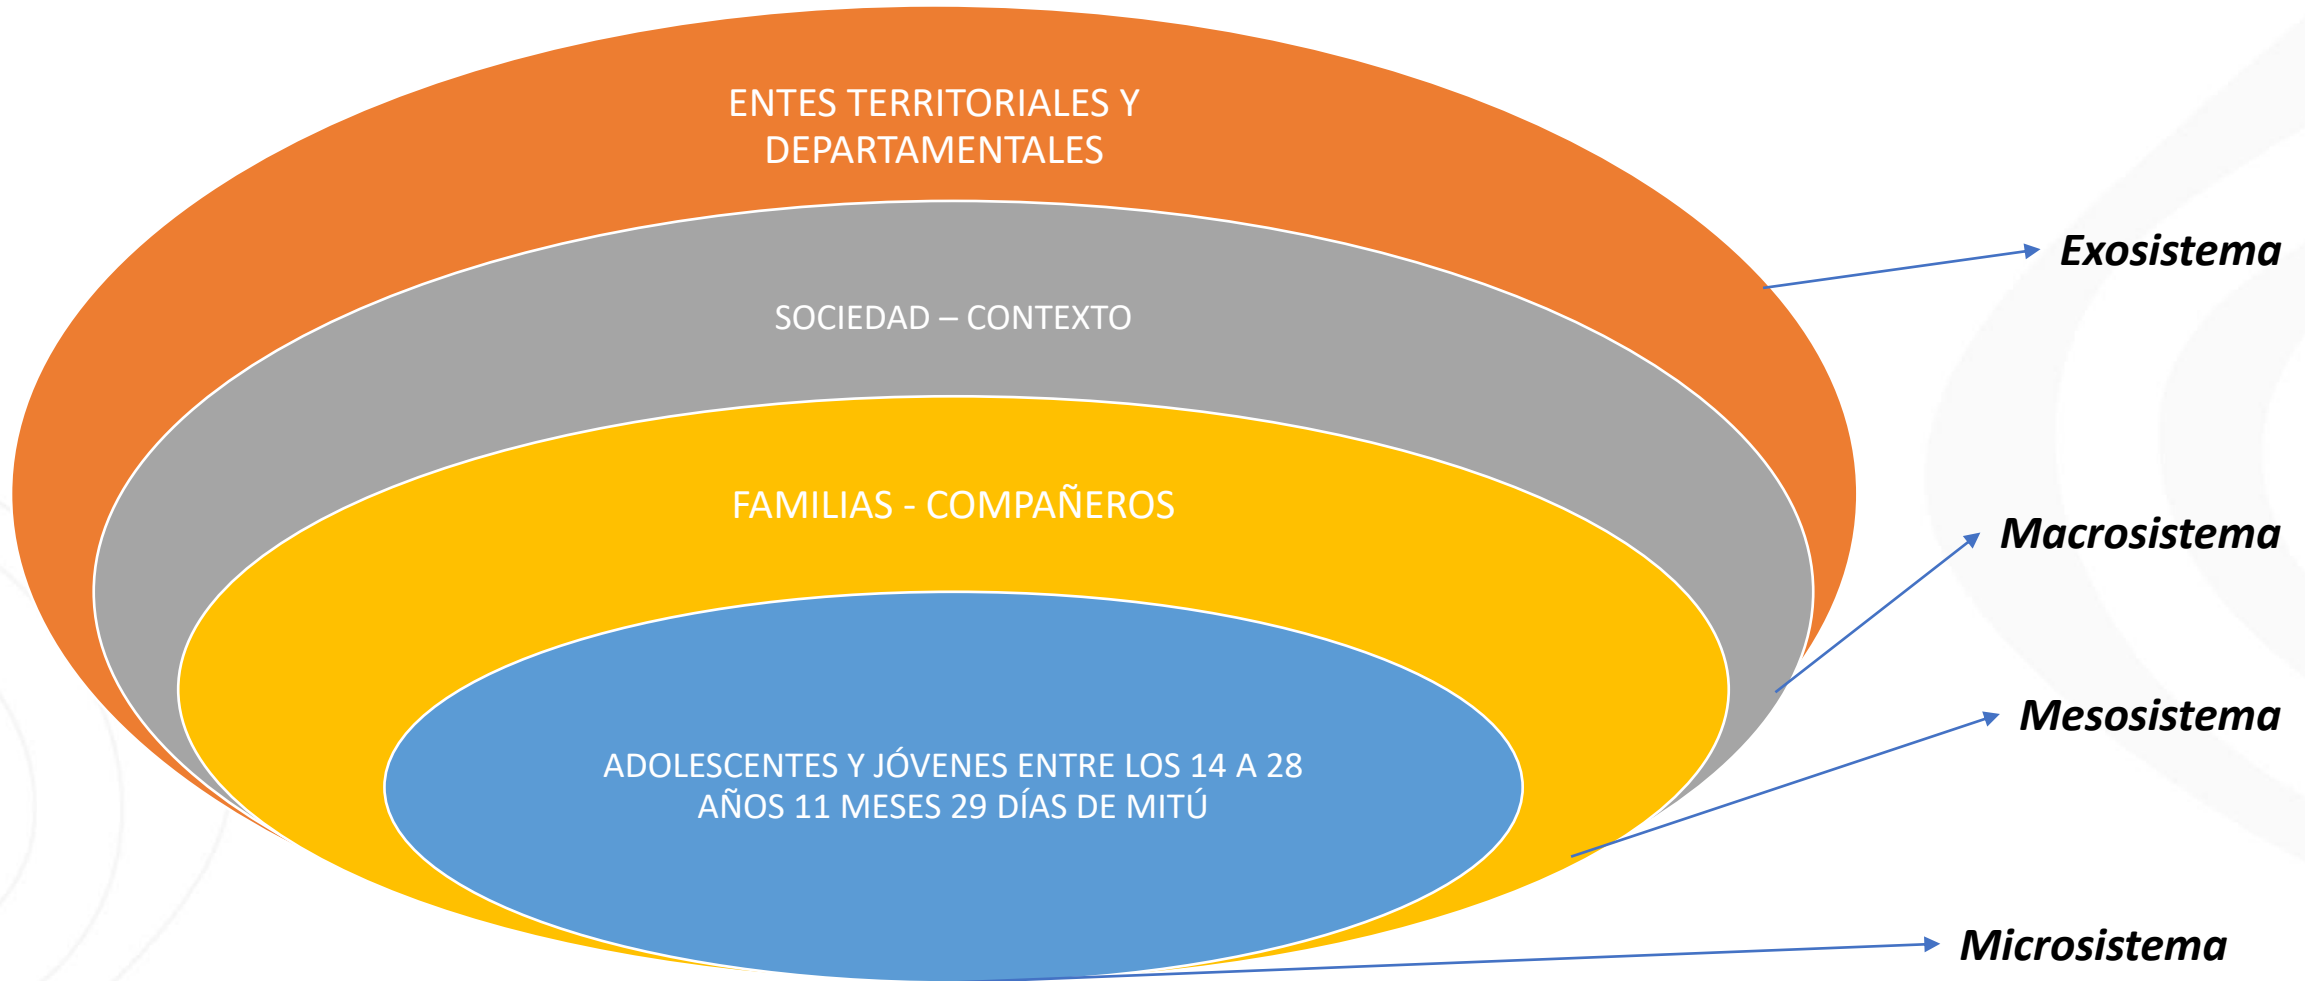 ENTES TERRITORIALES Y
DEPARTAMENTALES
Exosistema
SOCIEDAD – CONTEXTO
FAMILIAS - COMPAÑEROS
Macrosistema
Mesosistema
ADOLESCENTES Y JÓVENES ENTRE LOS 14 A 28
AÑOS 11 MESES 29 DÍAS DE MITÚ
Microsistema